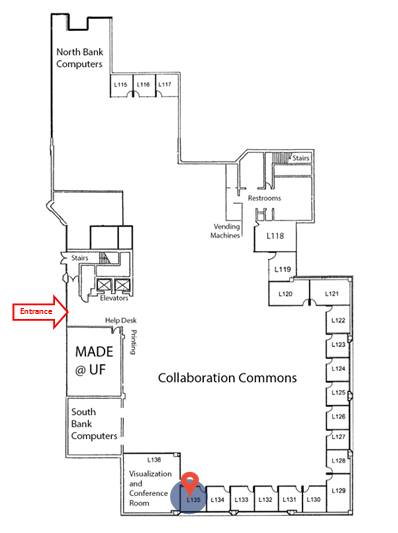 North Bank
Computers
L115
L116
L117
Stairs
Restrooms
Vending
Machines
L118
Stairs
L119
Elevators
L120
L121
Entrance
Help Desk
L122
Printing
MADE
@ UF
L123
L124
Collaboration Commons
L125
South
Bank
Computers
L126
L127
L136
L128
Visualization
and
Conference
Room
L135
L134
L133
L132
L131
L130
L129